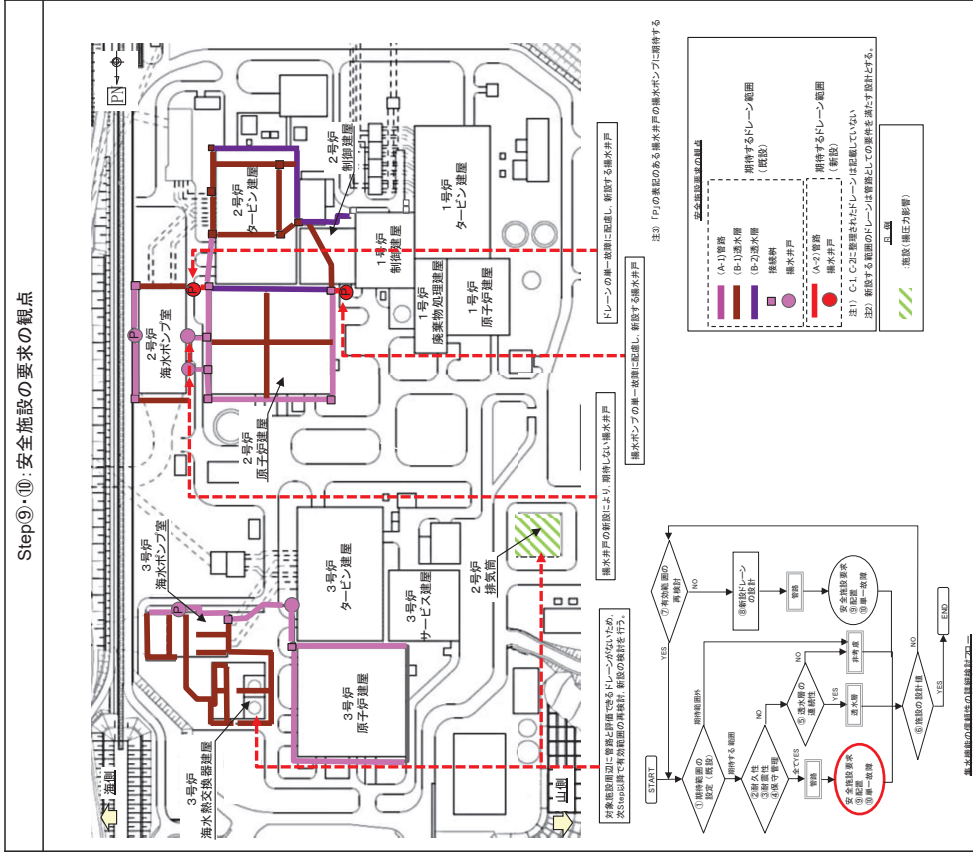 Step⑨・⑩:安全施設の要求の観点
海側
山側
PN
3号炉
海水ポンプ室
3号炉
海水熱交換器建屋
3号炉
原子炉建屋
3号炉
タービン建屋
3号炉
サービス建屋
2号炉
排気筒
2号炉
海水ポンプ室
P
P
P
P
2号炉
原子炉建屋
2号炉
タービン建屋
2号炉
制御建屋
1号炉
制御建屋
1号炉
タービン建屋
1号炉
廃棄物処理建屋
1号炉
原子炉建屋
対象施設周辺に管路と評価できるドレーンがないため、
次Step以降で有効範囲の再検討、新設の検討を行う。
揚水井戸の新設により、期待しない揚水井戸
揚水ポンプの単一故障に配慮し、新設する揚水井戸
ドレーンの単一故障に配慮し、新設する揚水井戸
注3) 「P」の表記のある揚水井戸の揚水ポンプに期待する
安全施設要求の観点
(A-1)管路
(B-1)透水層
(B-2)透水層
接続桝
揚水井戸
期待するドレーン範囲
(既設)
(A-2)管路
揚水井戸
期待するドレーン範囲
(新設)
注1) C-1, C-2に整理されたドレーンは記載していない
注2) 新設する範囲のドレーンは管路としての要件を満たす設計とする。
凡 例
:施設(揚圧力影響)
START
①期待範囲の
設定(既設)
期待範囲外
期待する範囲
②耐久性
③耐震性
④保守管理
NO
全てYES
管路
安全施設要求
⑨配置
⑩単一故障
⑤透水層の
連続性
NO
YES
透水層
非考慮
⑥施設の設計値
NO
YES
END
⑦有効範囲の
再検討
YES
NO
⑧新設ドレーン
の設計
管路
安全施設要求
⑨配置
⑩単一故障
集水機能の信頼性の詳細検討フロー